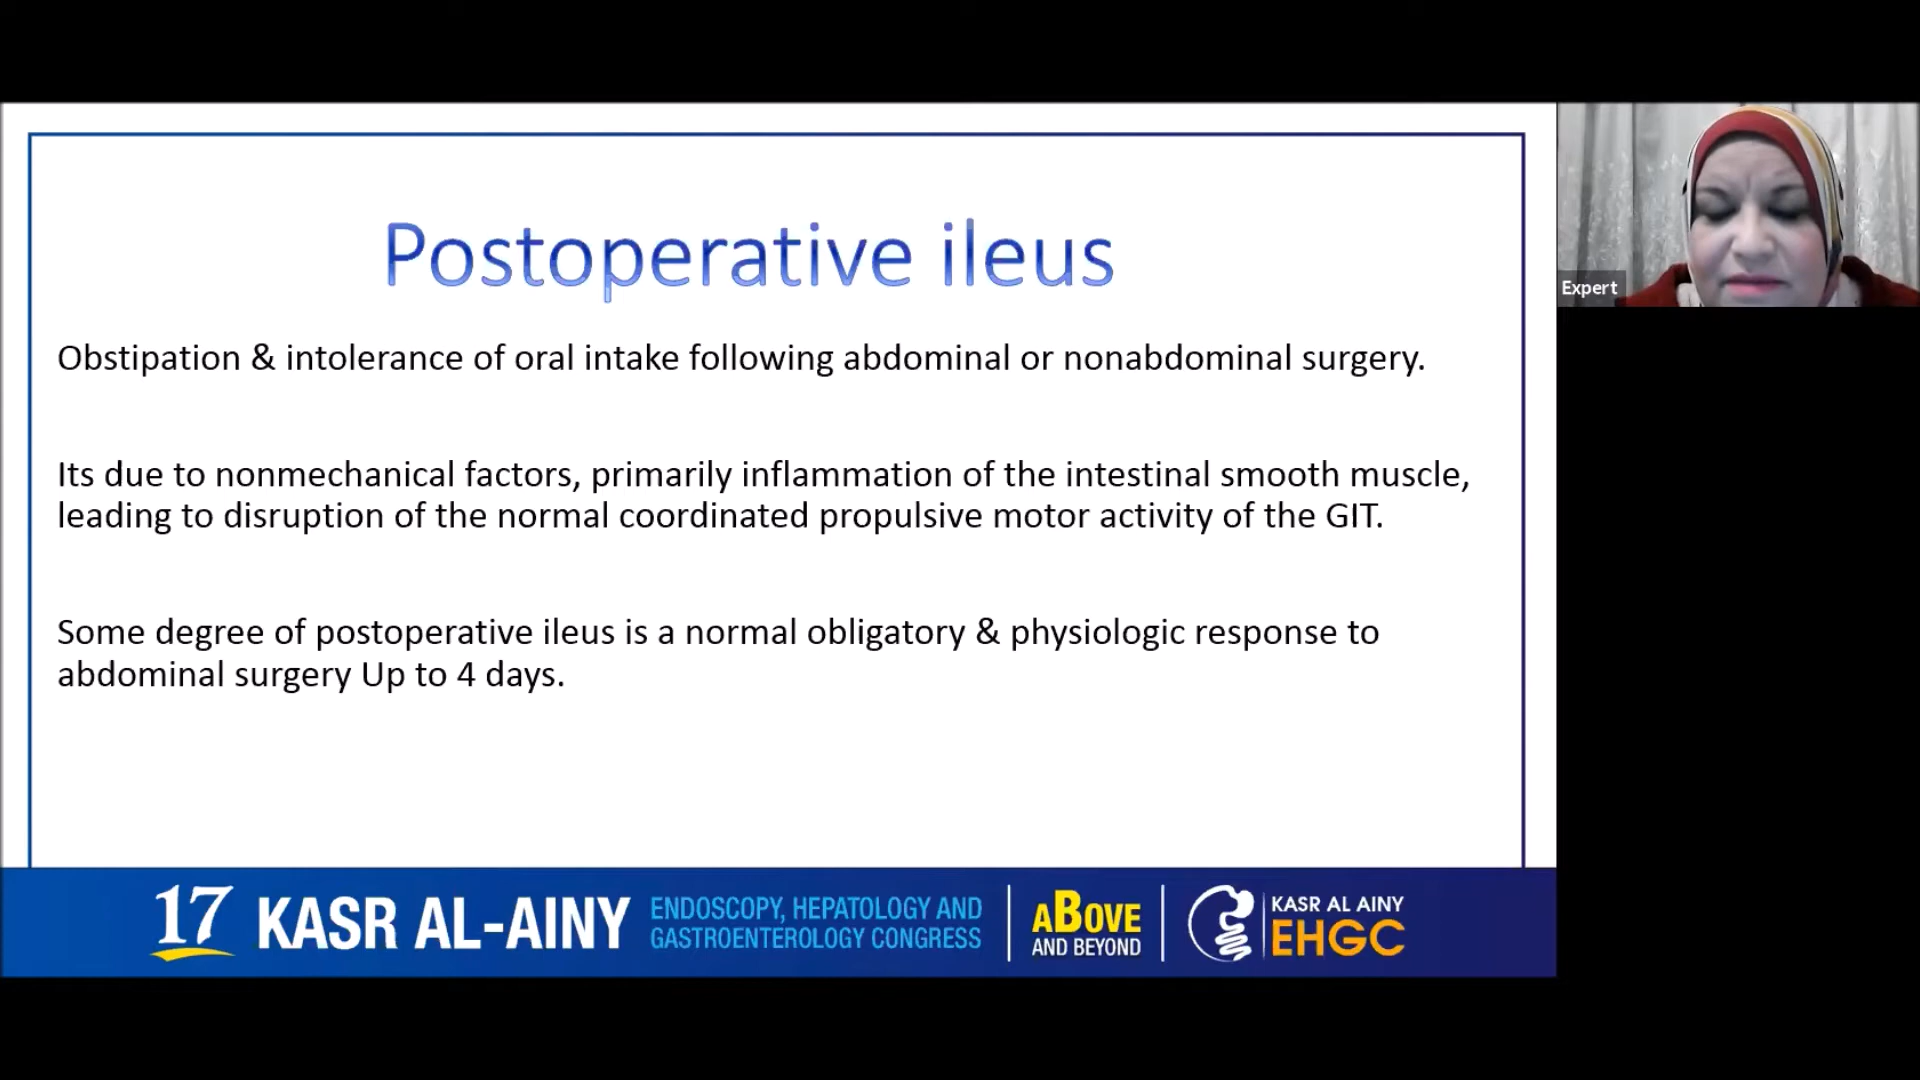 Postoperative ileus
Obstipation & intolerance of oral intake following abdominal or nonabdominal surgery.
Its due to nonmechanical factors, primarily inflammation of the intestinal smooth muscle,
leading to disruption of the normal coordinated propulsive motor activity of the GIT.
Some degree of postoperative ileus is a normal obligatory & physiologic response to
abdominal surgery Up to 4 days.
Expert
17 KASR AL-AINY
ENDOSCOPY, HEPATOLOGY AND
GASTROENTEROLOGY CONGRESS
ABOVE
AND BEYOND
KASR AL AINY
EHGC